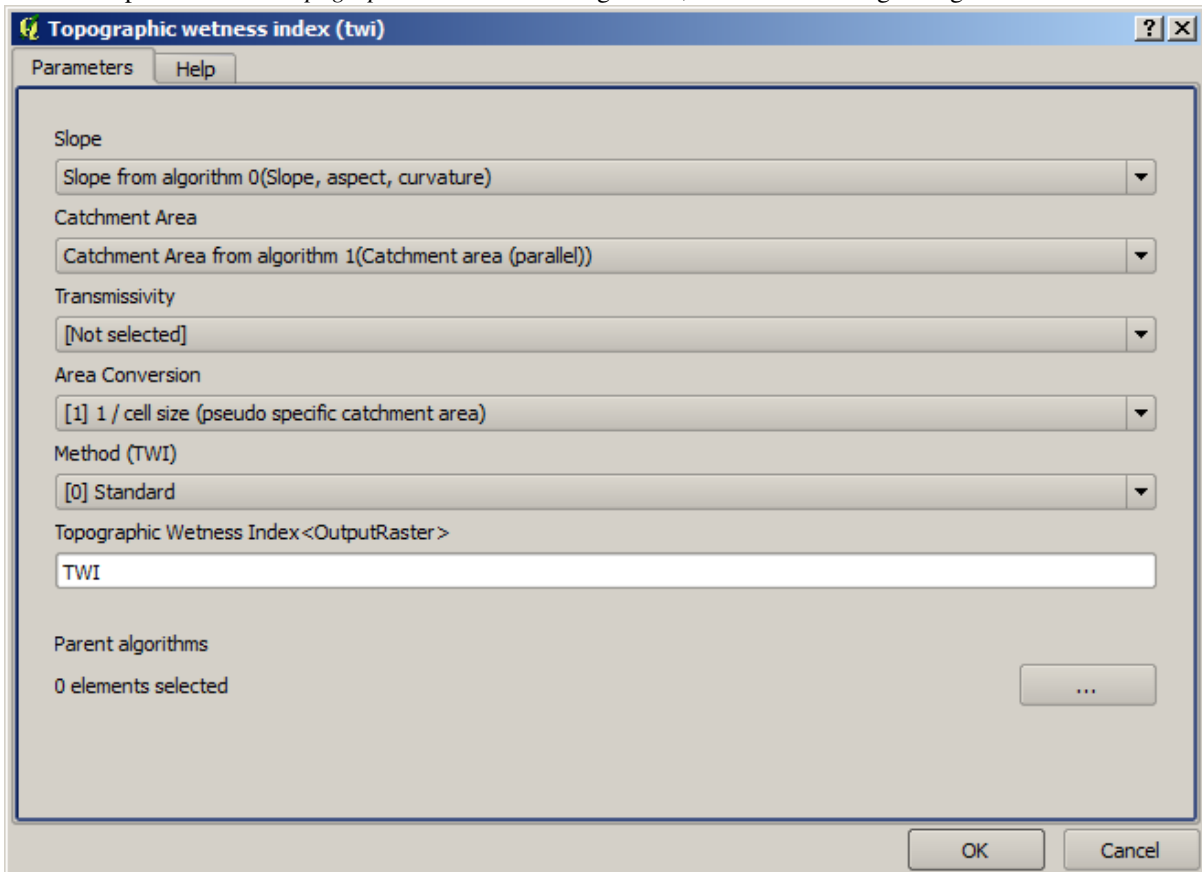 Topographic wetness index (twi)
Parameters Help
Slope
Slope from algorithm 0(Slope, aspect, curvature)
Catchment Area
Catchment Area from algorithm 1(Catchment area (parallel))
Transmissivity
[Not selected]
Area Conversion
[1] 1 / cell size (pseudo specific catchment area)
Method (TWI)
[0] Standard
Topographic Wetness Index<OutputRaster>
TWI
Parent algorithms
0 elements selected ...
OK Cancel